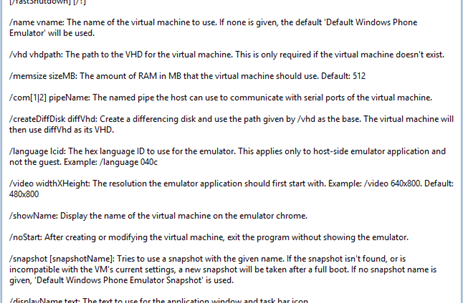 [/fastShutdown] [/?]
/name vname: The name of the virtual machine to use. If none is given, the default 'Default Windows Phone
Emulator' will be used.
/vhd vhdpath: The path to the VHD for the virtual machine. This is only required if the virtual machine doesn't exist.
/memsize sizeMB: The amount of RAM in MB that the virtual machine should use. Default: 512
/com[1|2] pipeName: The named pipe the host can use to communicate with serial ports of the virtual machine.
/createDiffDisk diffVhd: Create a differencing disk and use the path given by /vhd as the base. The virtual machine will
then use diffVhd as its VHD.
/language lcid: The hex language ID to use for the emulator. This applies only to host-side emulator application and
not the guest. Example: /language 040c
/video widthXHeight: The resolution the emulator application should first start with. Example: /video 640x800. Default:
480x800
/showName: Display the name of the virtual machine on the emulator chrome.
/noStart: After creating or modifying the virtual machine, exit the program without showing the emulator.
/snapshot [snapshotName]: Tries to use a snapshot with the given name. If the snapshot isn't found, or is
incompatible with the VM's current settings, a new snapshot will be taken after a full boot. If no snapshot name is
given, 'Default Windows Phone Emulator Snapshot' is used.
/displayName text: The text to use for the application window and task bar icon.